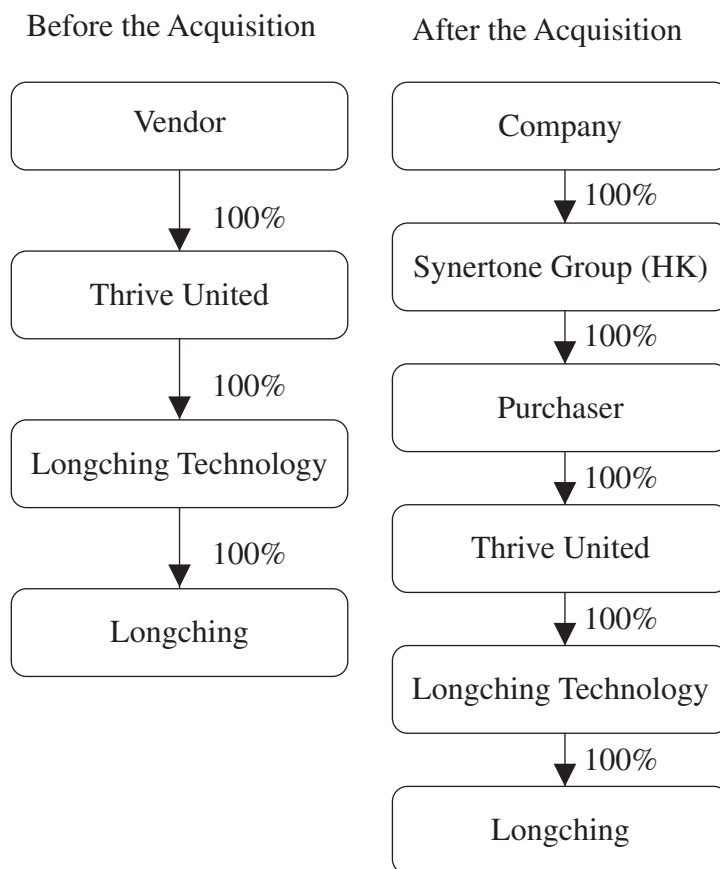 Before the Acquisition
Vendor
100%
Thrive United
100%
Longching Technology
100%
Longching
After the Acquisition
Company
100%
Synertone Group (HK)
100%
Purchaser
100%
Thrive United
100%
Longching Technology
100%
Longching